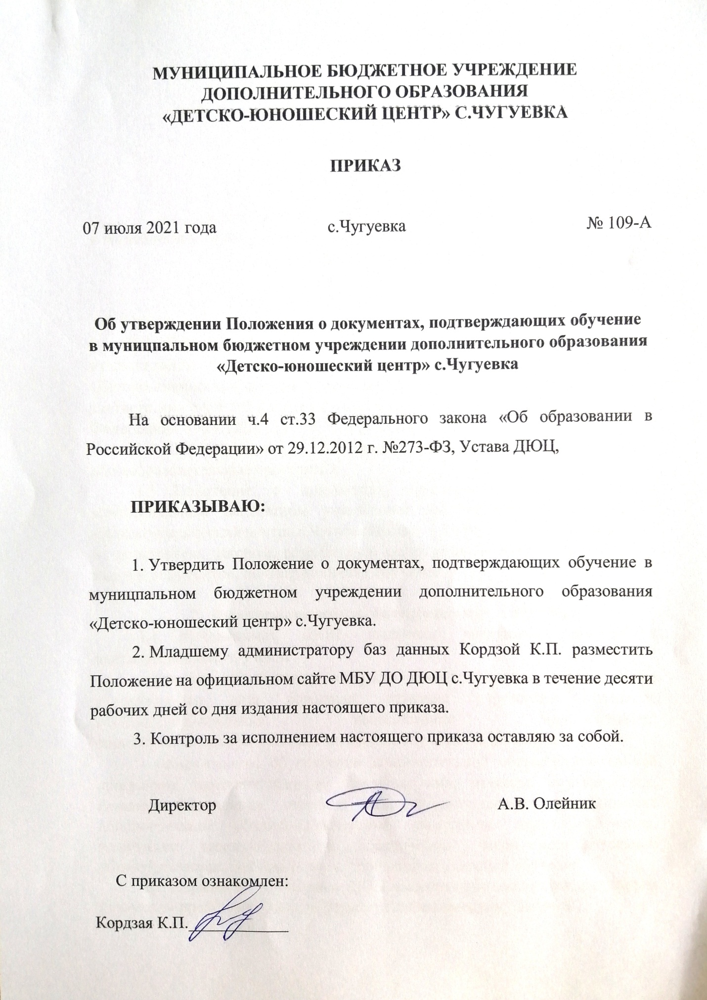 МУНИЦИПАЛЬНОЕ БЮДЖЕТНОЕ УЧРЕЖДЕНИЕ
ДОПОЛНИТЕЛЬНОГО ОБРАЗОВАНИЯ
«ДЕТСКО-ЮНОШЕСКИЙ ЦЕНТР» С.ЧУГУЕВКА
ПРИКАЗ
07 июля 2021 года с.Чугуевка № 109-А
Об утверждении Положения о документах, подтверждающих обучение
в муницпальном бюджетном учреждении дополнительного образования
«Детско-юношеский центр» с.Чугуевка
На основании ч.4 ст.33 Федерального закона «Об образовании в
Российской Федерации» от 29.12.2012 г. №273-ФЗ, Устава ДЮЦ,
ПРИКАЗЫВАЮ:
1. Утвердить Положение о документах, подтверждающих обучение в
муницпальном бюджетном учреждении дополнительного образования
«Детско-юношеский центр» с.Чугуевка.
2. Младшему администратору баз данных Кордзой К.П. разместить
Положение на официальном сайте МБУ ДО ДЮЦ с.Чугуевка в течение десяти
рабочих дней со дня издания настоящего приказа.
3. Контроль за исполнением настоящего приказа оставляю за собой.
Директор А.В. Олейник
С приказом ознакомлен:
Кордзая К.П.